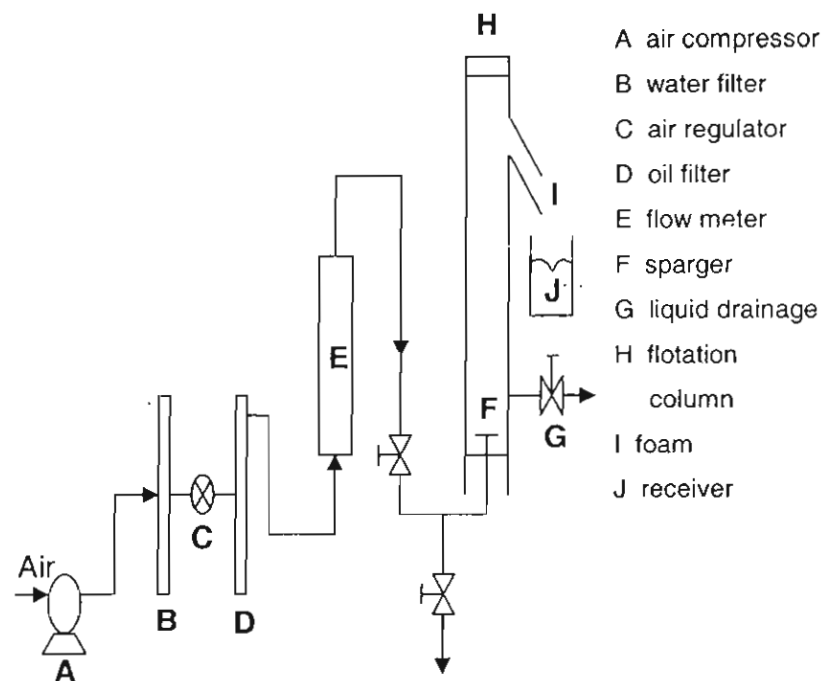 H
I
J
E
F
G
C
Air
B
D
A
A air compressor
B water filter
C air regulator
D oil filter
E flow meter
F sparger
G liquid drainage
H flotation
column
I foam
J receiver